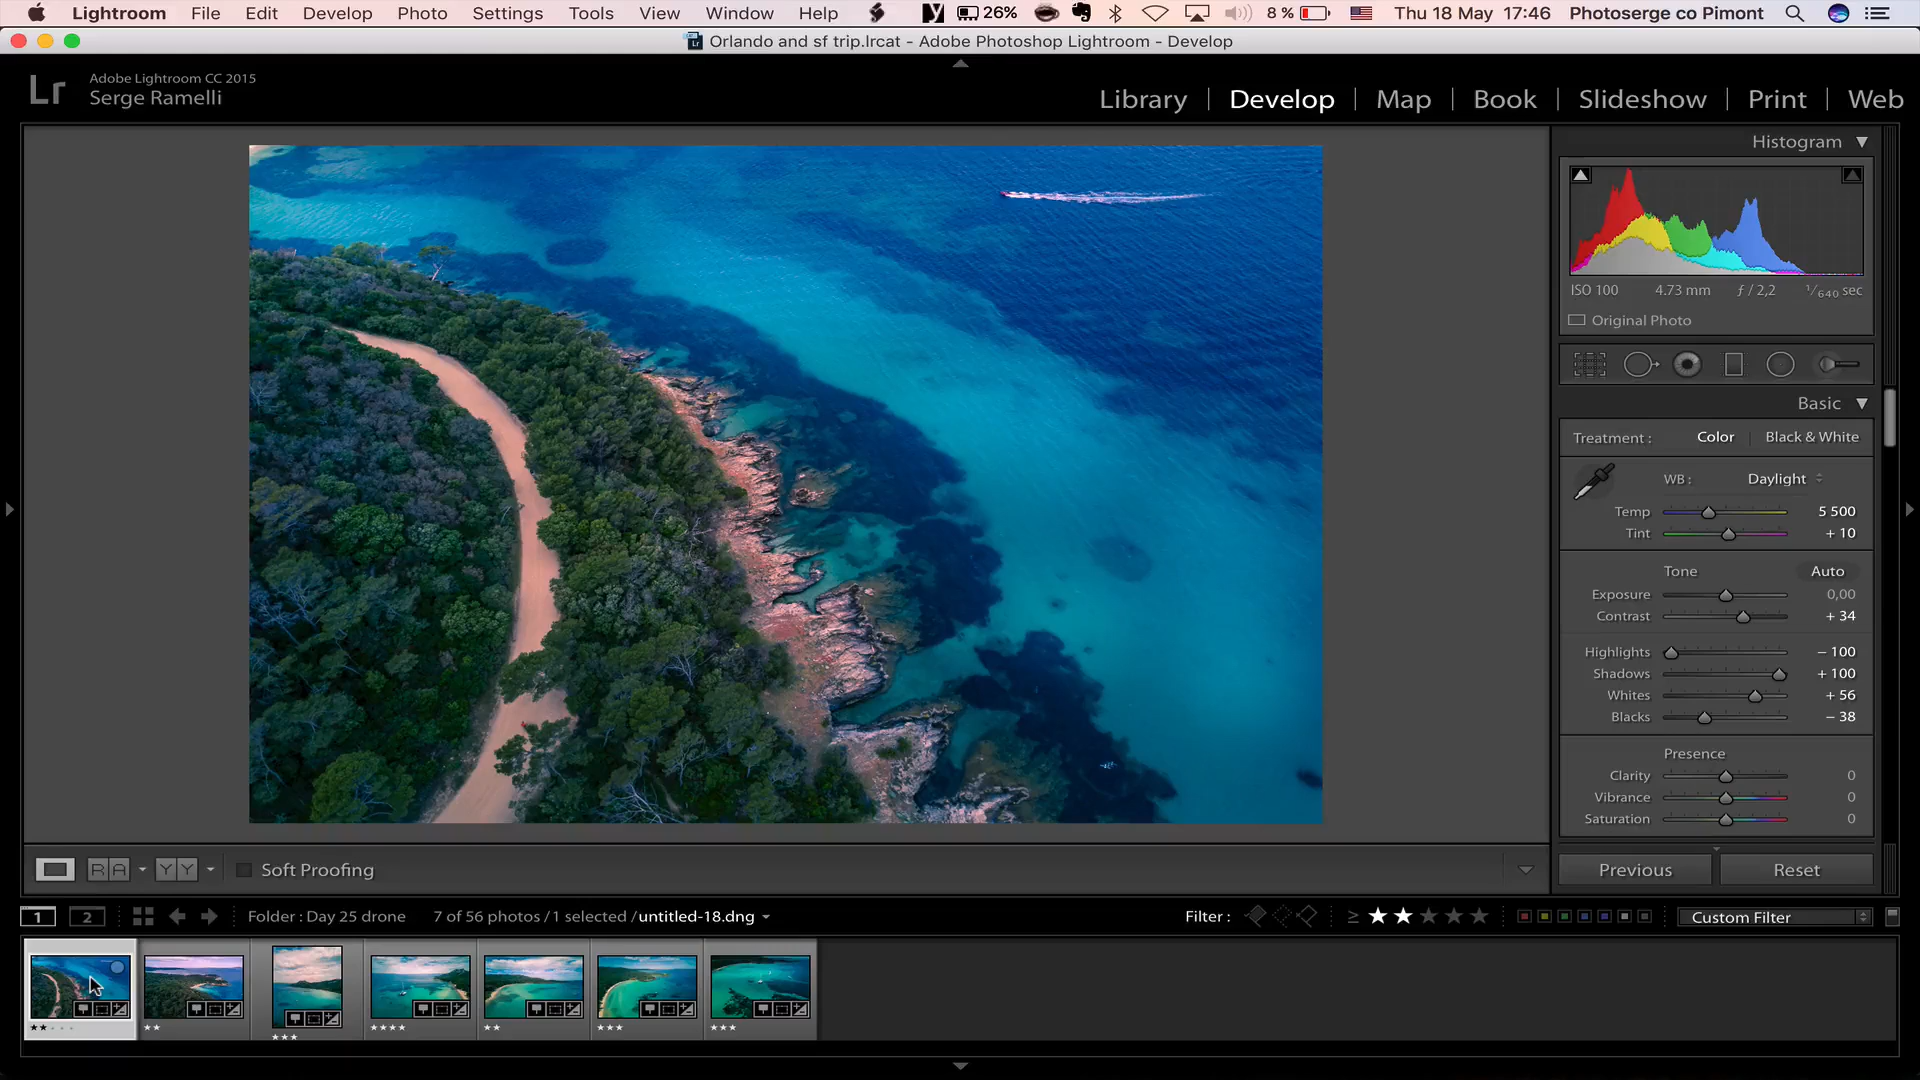 Lightroom File Edit Develop Photo Settings Tools View Window Help 26% 8 % Thu 18 May 17:46 Photoserge co Pimont
Orlando and sf trip.lrcat - Adobe Photoshop Lightroom - Develop
Lr
Adobe Lightroom CC 2015
Serge Ramelli
Library | Develop | Map | Book | Slideshow | Print | Web
Histogram
ISO 100 4.73 mm ƒ / 2,2 1/640 sec
Original Photo
Basic
Treatment : Color | Black & White
WB : Daylight
Temp 5 500
Tint + 10
Tone Auto
Exposure 0,00
Contrast + 34
Highlights − 100
Shadows + 100
Whites + 56
Blacks − 38
Presence
Clarity 0
Vibrance 0
Saturation 0
Previous Reset
R A Y Y Soft Proofing
1 2 Folder : Day 25 drone 7 of 56 photos / 1 selected / untitled-18.dng Filter : ≥ ★★★★★ Custom Filter